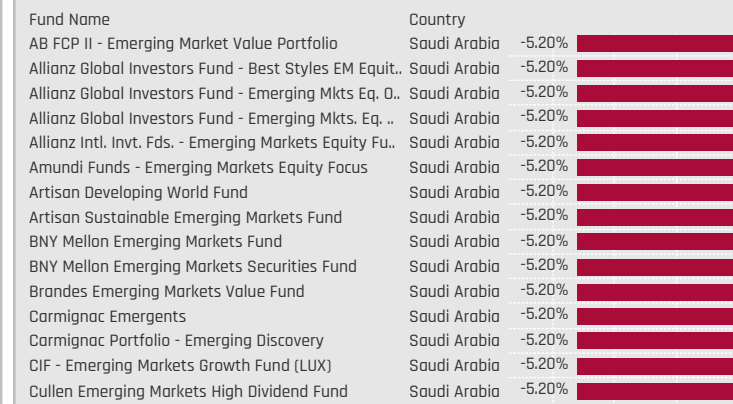 Fund Name Country
AB FCP II - Emerging Market Value Portfolio Saudi Arabia -5.20%
Allianz Global Investors Fund - Best Styles EM Equit.. Saudi Arabia -5.20%
Allianz Global Investors Fund - Emerging Mkts Eq. O.. Saudi Arabia -5.20%
Allianz Global Investors Fund - Emerging Mkts. Eq. .. Saudi Arabia -5.20%
Allianz Intl. Invt. Fds. - Emerging Markets Equity Fu.. Saudi Arabia -5.20%
Amundi Funds - Emerging Markets Equity Focus Saudi Arabia -5.20%
Artisan Developing World Fund Saudi Arabia -5.20%
Artisan Sustainable Emerging Markets Fund Saudi Arabia -5.20%
BNY Mellon Emerging Markets Fund Saudi Arabia -5.20%
BNY Mellon Emerging Markets Securities Fund Saudi Arabia -5.20%
Brandes Emerging Markets Value Fund Saudi Arabia -5.20%
Carmignac Emergents Saudi Arabia -5.20%
Carmignac Portfolio - Emerging Discovery Saudi Arabia -5.20%
CIF - Emerging Markets Growth Fund (LUX) Saudi Arabia -5.20%
Cullen Emerging Markets High Dividend Fund Saudi Arabia -5.20%